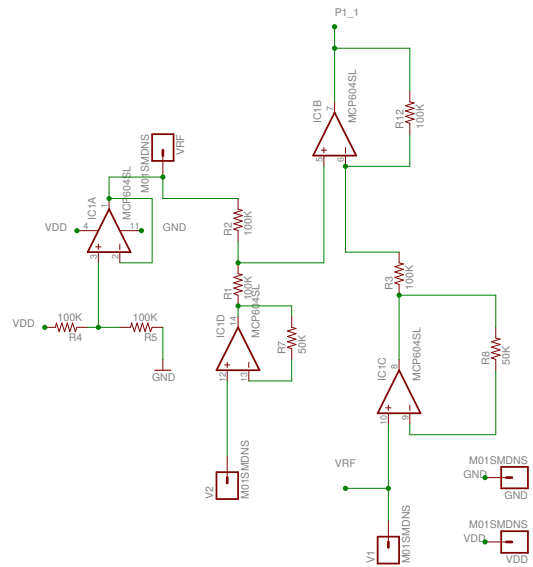 P1_1
IC1B
MCP604SL
7
5
6
R12
100K
M01SMDNS
VRF
IC1A
MCP604SL
1
VDD
4
11
GND
3
2
R2
100K
R1
100K
R3
100K
VDD
100K
R4
100K
R5
GND
IC1D
MCP604SL
14
12
13
R7
50K
IC1C
MCP604SL
8
10
9
R8
50K
V2
M01SMDNS
VRF
V1
M01SMDNS
M01SMDNS
GND
GND
M01SMDNS
VDD
VDD